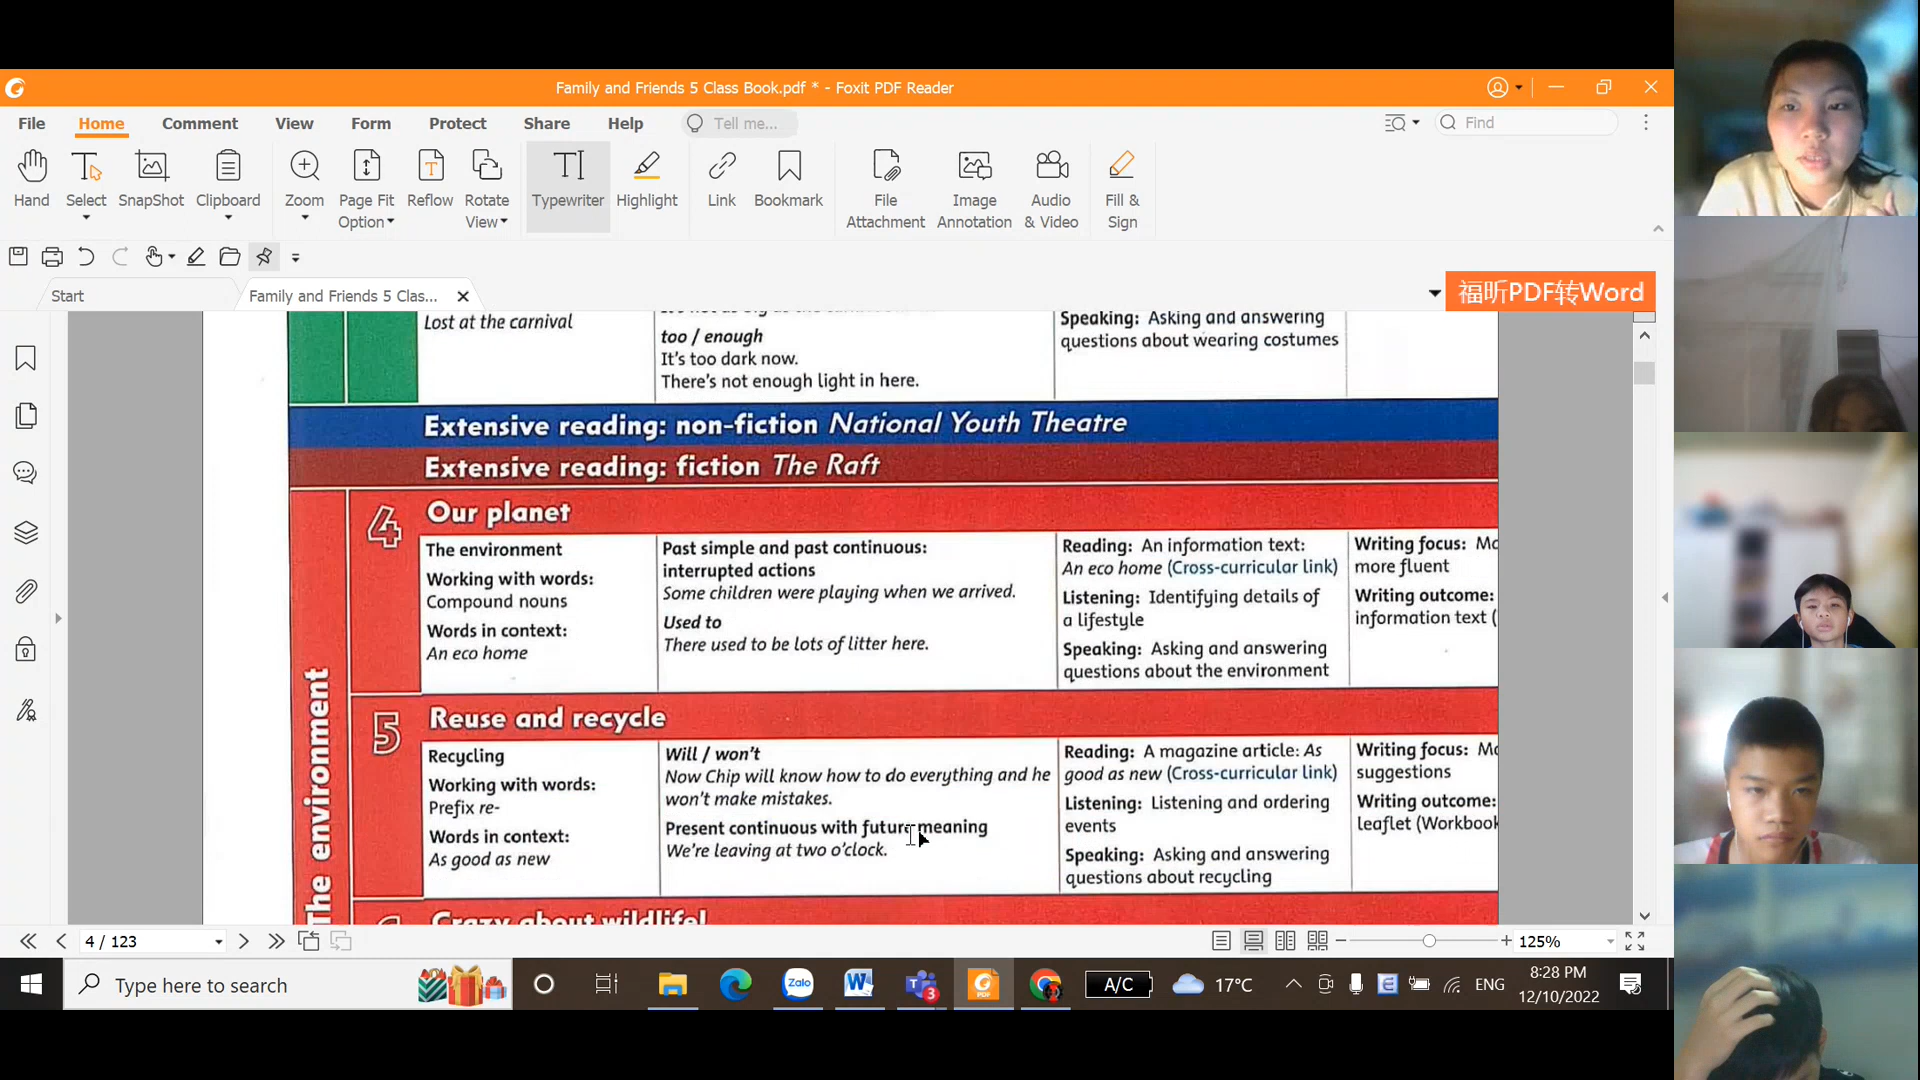 Family and Friends 5 Class Book.pdf * - Foxit PDF Reader
File Home Comment View Form Protect Share Help Tell me... Find
Hand Select SnapShot Clipboard Zoom Page Fit Option Reflow Rotate View Typewriter Highlight Link Bookmark File Attachment Image Annotation Audio & Video Fill & Sign
Start Family and Friends 5 Clas... 福昕PDF转Word
Lost at the carnival
too / enough
It's too dark now.
There's not enough light in here.
Speaking: Asking and answering
questions about wearing costumes
Extensive reading: non-fiction National Youth Theatre
Extensive reading: fiction The Raft
The environment
4 Our planet
The environment
Working with words:
Compound nouns
Words in context:
An eco home
Past simple and past continuous:
interrupted actions
Some children were playing when we arrived.
Used to
There used to be lots of litter here.
Reading: An information text:
An eco home (Cross-curricular link)
Listening: Identifying details of
a lifestyle
Speaking: Asking and answering
questions about the environment
Writing focus:
more fluent
Writing outcome:
information text (
5 Reuse and recycle
Recycling
Working with words:
Prefix re-
Words in context:
As good as new
Will / won't
Now Chip will know how to do everything and he
won't make mistakes.
Present continuous with future meaning
We're leaving at two o'clock.
Reading: A magazine article: As
good as new (Cross-curricular link)
Listening: Listening and ordering
events
Speaking: Asking and answering
questions about recycling
Writing focus:
suggestions
Writing outcome:
leaflet (Workbook
Crazy about wildlife!
4 / 123 125%
Type here to search Zalo 3 PDF A/C 17°C ENG 8:28 PM
12/10/2022